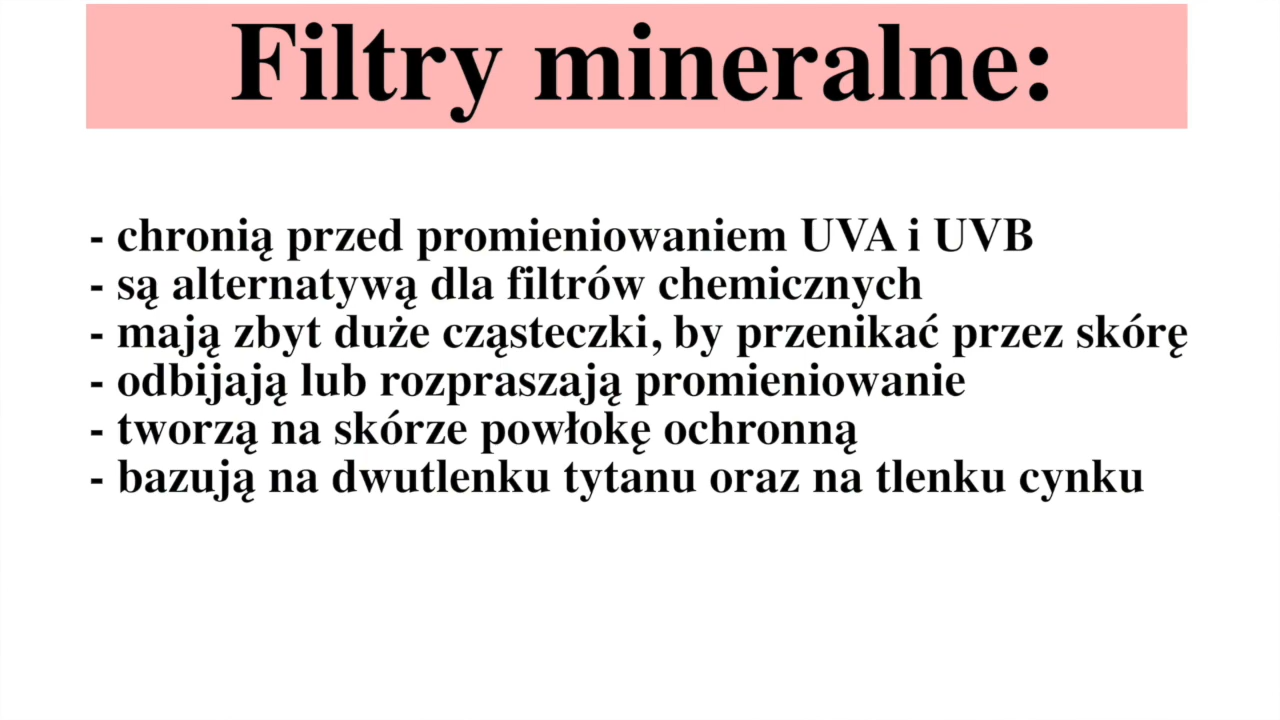 Filtry mineralne:
- chronią przed promieniowaniem UVA i UVB
- są alternatywą dla filtrów chemicznych
- mają zbyt duże cząsteczki, by przenikać przez skórę
- odbijają lub rozpraszają promieniowanie
- tworzą na skórze powłokę ochronną
- bazują na dwutlenku tytanu oraz na tlenku cynku